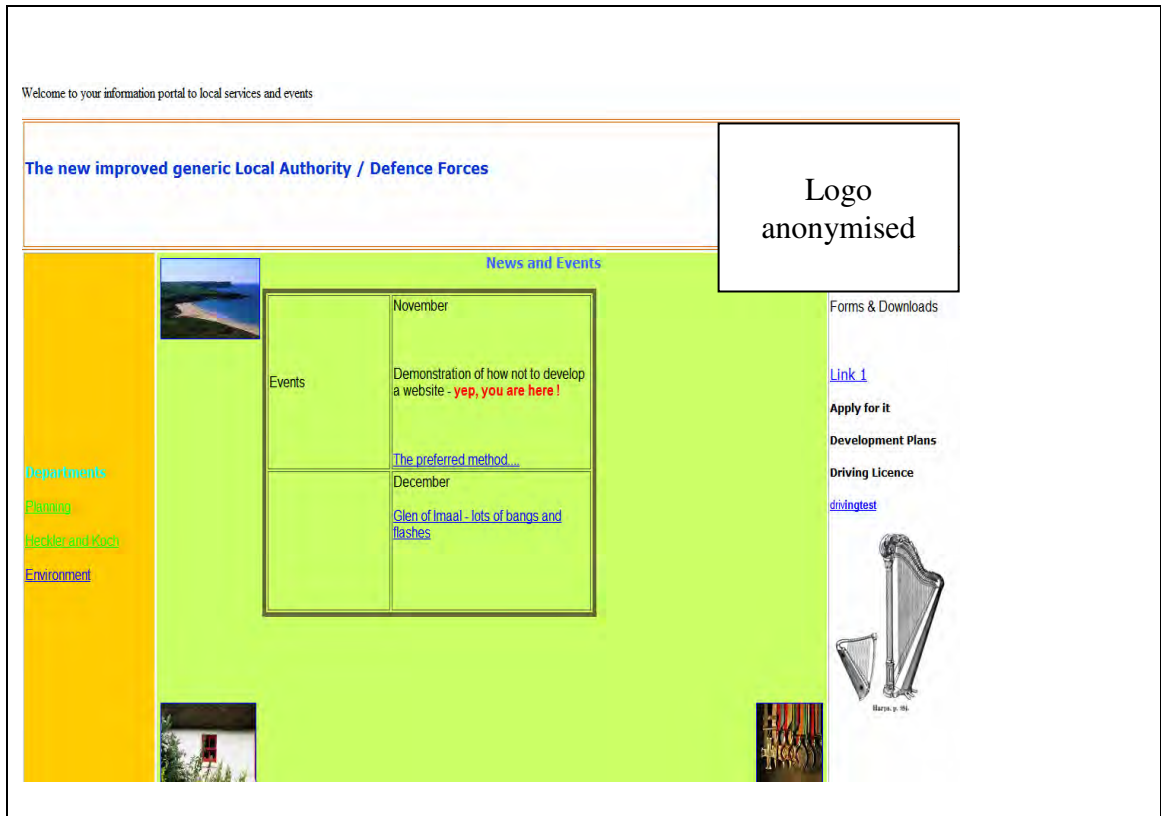 Welcome to your information portal to local services and events
The new improved generic Local Authority / Defence Forces
Logo
anonymised
News and Events
Departments
Planning
Heckler and Koch
Environment
Events
November
Demonstration of how not to develop
a website - yep, you are here !
The preferred method....
December
Glen of Imaal - lots of bangs and
flashes
Forms & Downloads
Link 1
Apply for it
Development Plans
Driving Licence
drivingtest
Harps, p. 191.